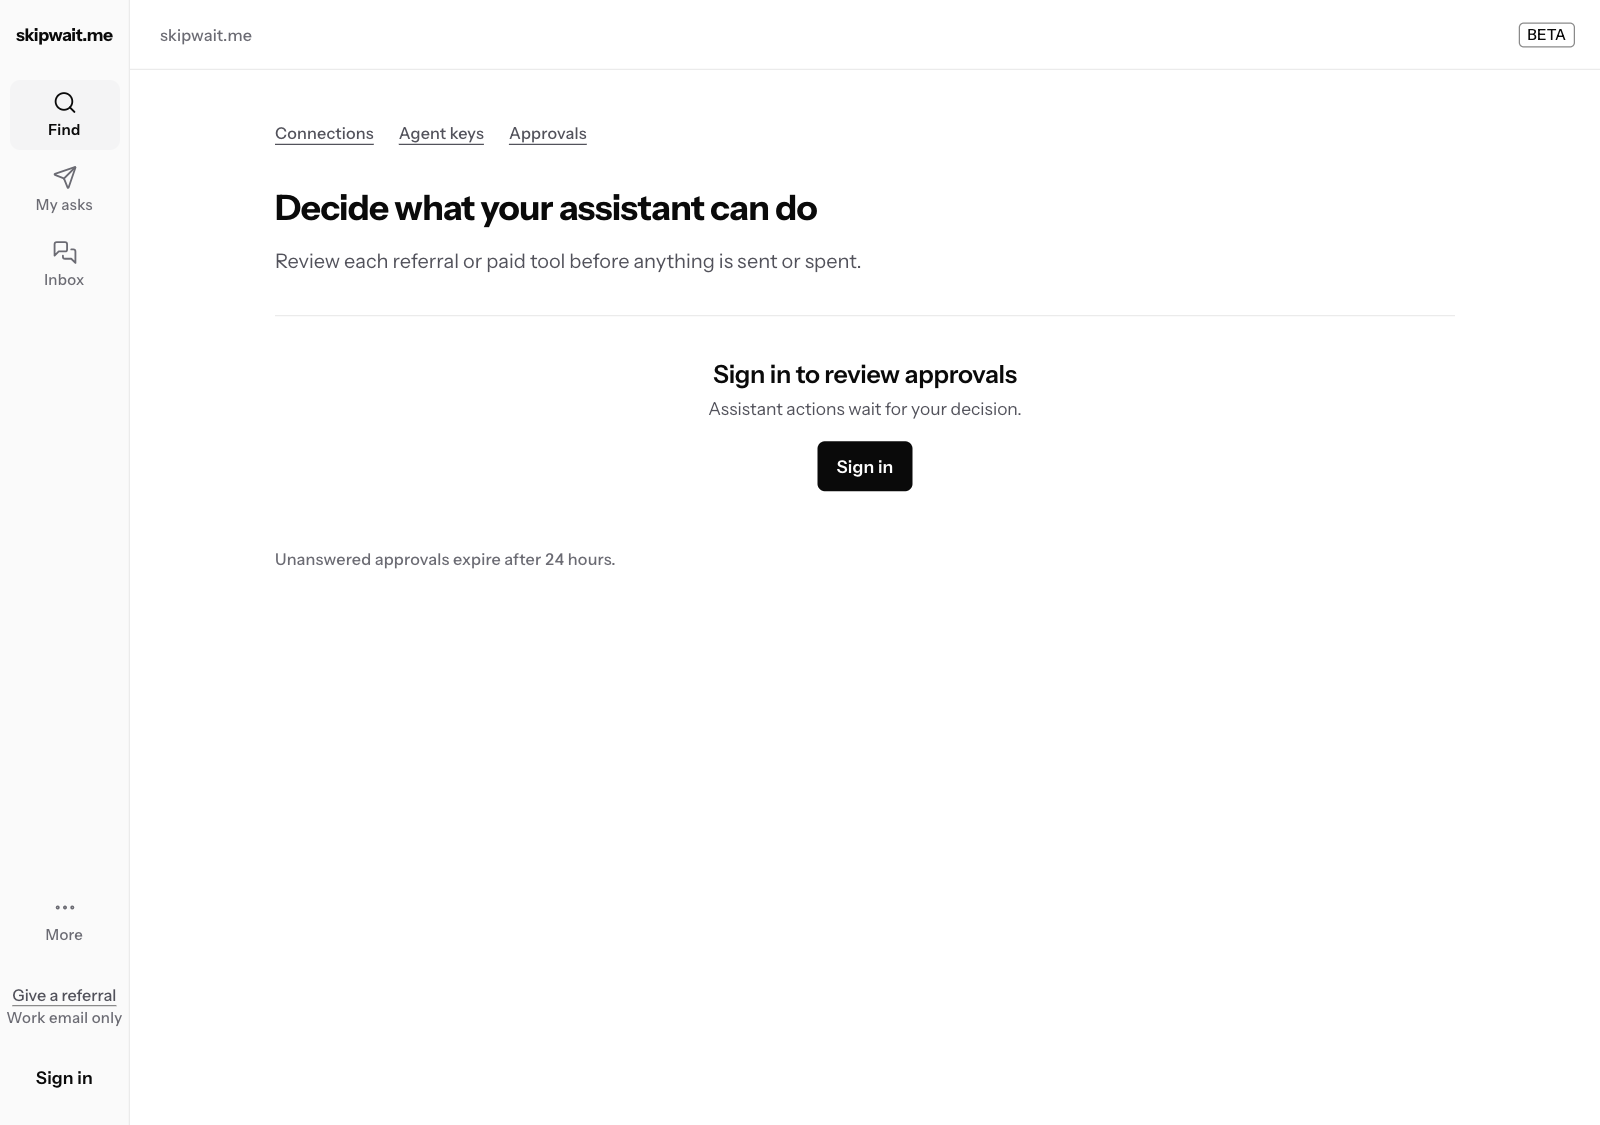 skipwait.me
Find
My asks
Inbox
More
Give a referral
Work email only
Sign in
skipwait.me
BETA
Connections Agent keys Approvals
Decide what your assistant can do
Review each referral or paid tool before anything is sent or spent.
Sign in to review approvals
Assistant actions wait for your decision.
Sign in
Unanswered approvals expire after 24 hours.